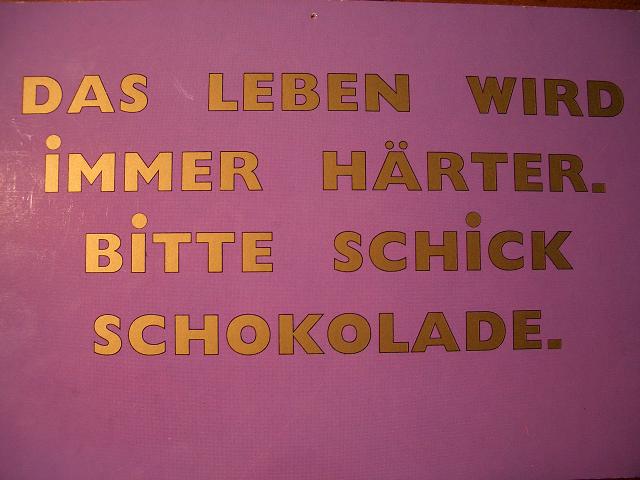 DAS LEBEN WIRD
iMMER HÄRTER.
BiTTE SCHiCK
SCHOKOLADE.